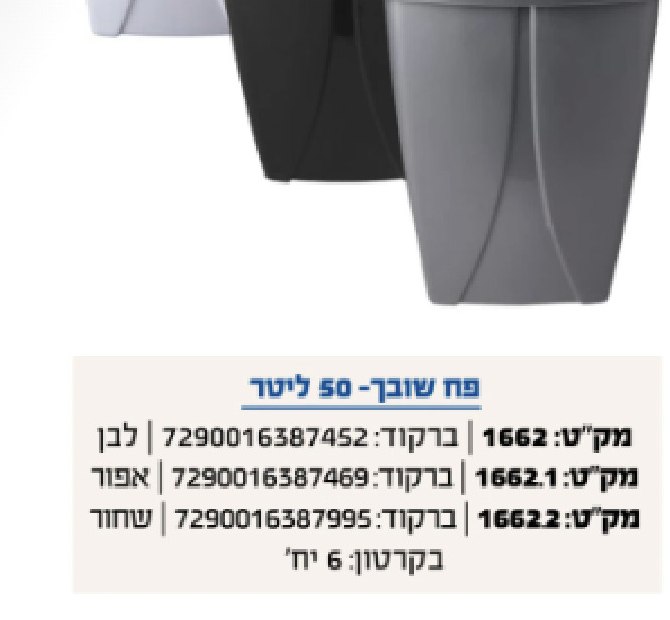 פח שובך- 50 ליטר
מק"ט: 1662 | ברקוד: 7290016387452 | לבן
מק"ט: 1662.1 | ברקוד: 7290016387469 | אפור
מק"ט: 1662.2 | ברקוד: 7290016387995 | שחור
בקרטון: 6 יח'